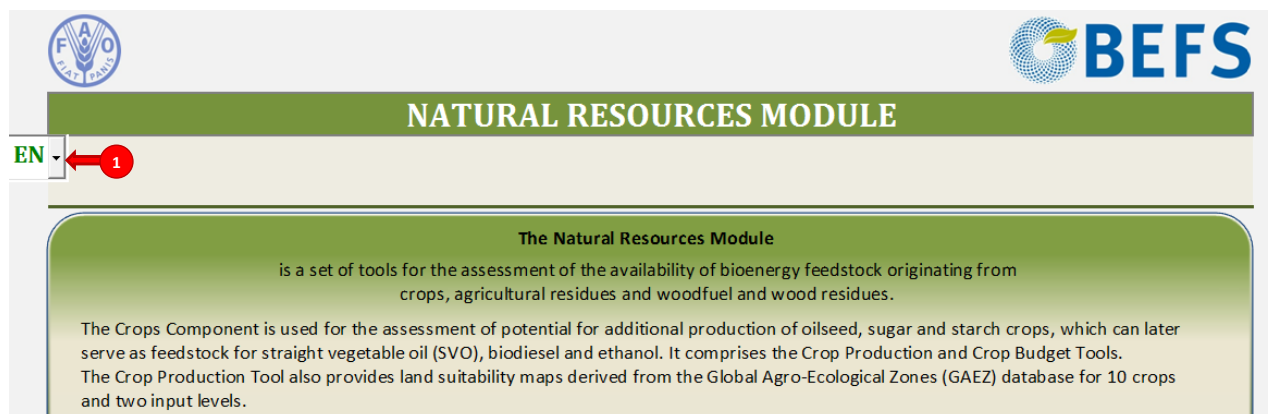 F A O
FIAT PANIS
BEFS
NATURAL RESOURCES MODULE
EN
1
The Natural Resources Module
is a set of tools for the assessment of the availability of bioenergy feedstock originating from
crops, agricultural residues and woodfuel and wood residues.
The Crops Component is used for the assessment of potential for additional production of oilseed, sugar and starch crops, which can later
serve as feedstock for straight vegetable oil (SVO), biodiesel and ethanol. It comprises the Crop Production and Crop Budget Tools.
The Crop Production Tool also provides land suitability maps derived from the Global Agro-Ecological Zones (GAEZ) database for 10 crops
and two input levels.